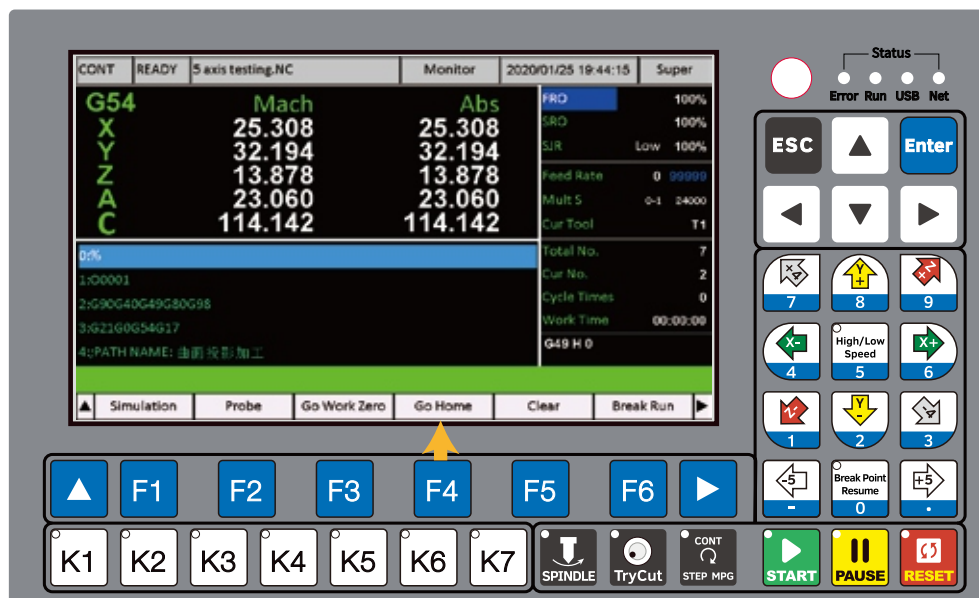 Status
CONT READY 5 axis testing.NC Monitor 2020/01/25 19:44:15 Super
Error Run USB Net
G54 Mach Abs
X 25.308 25.308
Y 32.194 32.194
Z 13.878 13.878
A 23.060 23.060
C 114.142 114.142
FRO 100%
SRO 100%
SJR Low 100%
Feed Rate 0 99999
Mult S 0-1 24000
Cur Tool T1
Total No. 7
Cur No. 2
Cycle Times 0
Work Time 00:00:00
G49 H 0
0:%
1:O0001
2:G90G40G49G80G98
3:G21G0G54G17
4:;PATH NAME: 曲面投影加工
Simulation Probe Go Work Zero Go Home Clear Break Run
ESC Enter
X4 7
Y+ 8
Z+ 9
X- 4
High/Low Speed 5
X+ 6
Z- 1
Y- 2
-4 3
-5 -
Break Point Resume 0
+5 .
F1 F2 F3 F4 F5 F6
K1 K2 K3 K4 K5 K6 K7
SPINDLE
TryCut
CONT
STEP MPG
START
PAUSE
RESET